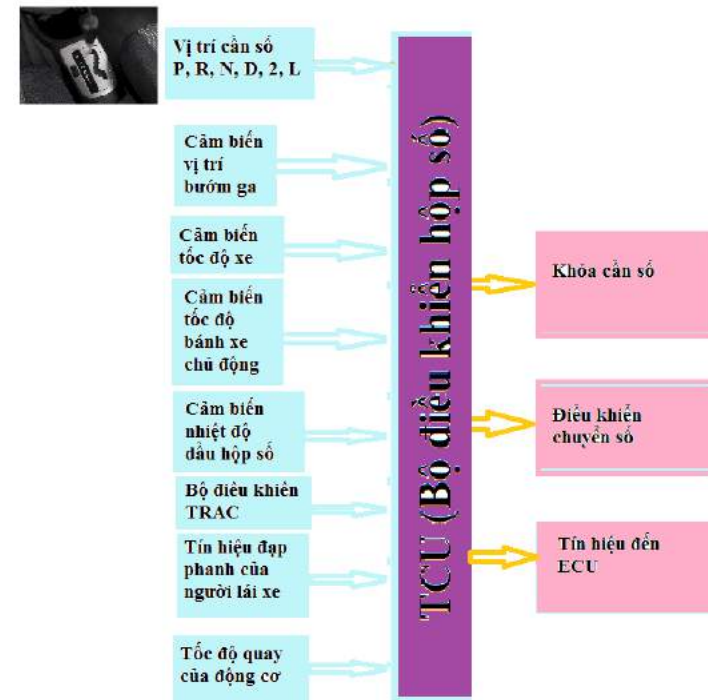 Vị trí cần số
P, R, N, D, 2, L
Cảm biến
vị trí
bướm ga
Cảm biến
tốc độ xe
Cảm biến
tốc độ
bánh xe
chủ động
Cảm biến
nhiệt độ
dầu hộp số
Bộ điều khiên
TRAC
Tín hiệu đạp
phanh của
người lái xe
Tốc độ quay
của động cơ
TCU (Bộ điều khiển hộp số)
Khóa cần số
Điều khiển
chuyển số
Tín hiệu đến
ECU